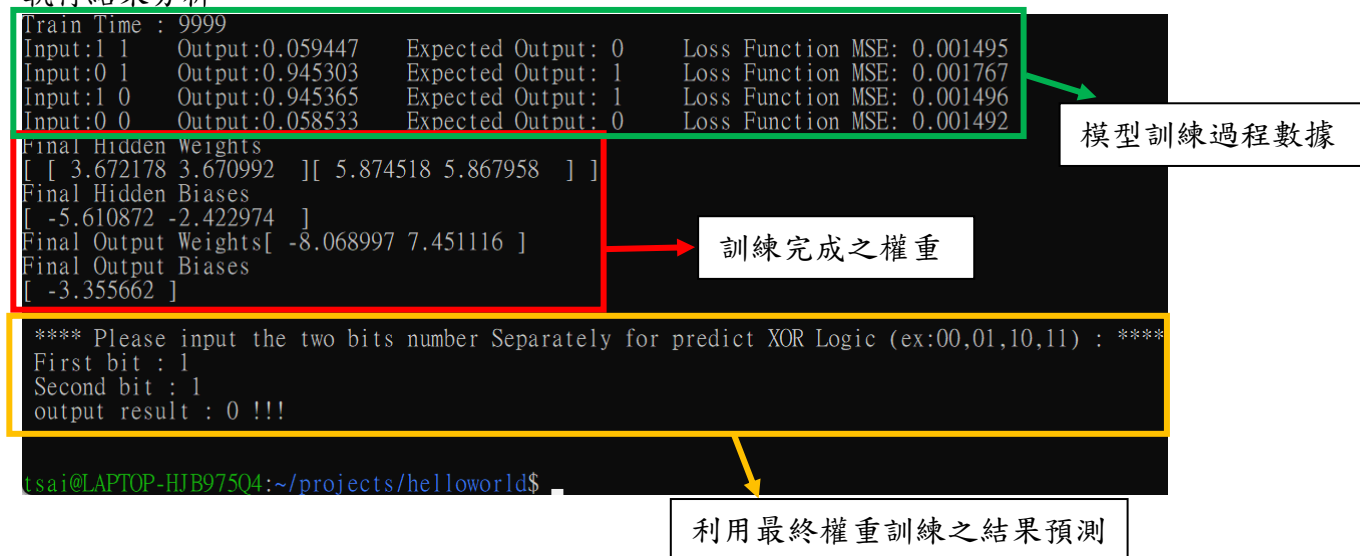 執行結果分析
Train Time : 9999
Input:1 1 Output:0.059447 Expected Output: 0 Loss Function MSE: 0.001495
Input:0 1 Output:0.945303 Expected Output: 1 Loss Function MSE: 0.001767
Input:1 0 Output:0.945365 Expected Output: 1 Loss Function MSE: 0.001496
Input:0 0 Output:0.058533 Expected Output: 0 Loss Function MSE: 0.001492
模型訓練過程數據
Final Hidden Weights
[ [ 3.672178 3.670992 ][ 5.874518 5.867958 ] ]
Final Hidden Biases
[ -5.610872 -2.422974 ]
Final Output Weights[ -8.068997 7.451116 ]
Final Output Biases
[ -3.355662 ]
訓練完成之權重
**** Please input the two bits number Separately for predict XOR Logic (ex:00,01,10,11) : ****
First bit : 1
Second bit : 1
output result : 0 !!!
tsai@LAPTOP-HJB975Q4:~/projects/helloworld$
利用最終權重訓練之結果預測